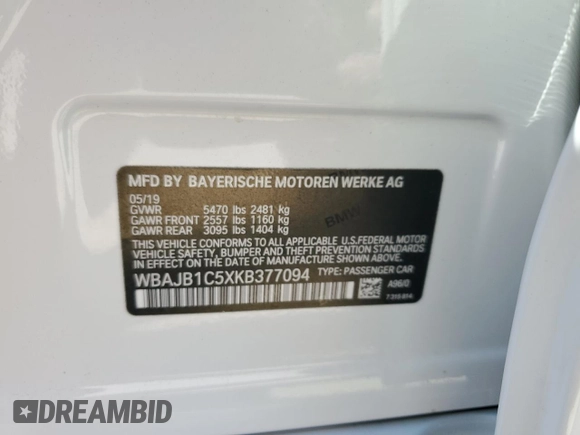 MFD BY BAYERISCHE MOTOREN WERKE AG
05/19
GVWR 5470 lbs 2481 kg
GAWR FRONT 2557 lbs 1160 kg
GAWR REAR 3095 lbs 1404 kg
BMW
THIS VEHICLE CONFORMS TO ALL APPLICABLE U.S.FEDERAL MOTOR
VEHICLE SAFETY, BUMPER, AND THEFT PREVENTION STANDARDS IN
EFFECT ON THE DATE OF MANUFACTURE SHOWN ABOVE.
WBAJB1C5XKB377094 TYPE: PASSENGER CAR
A96/0
DREAMBID